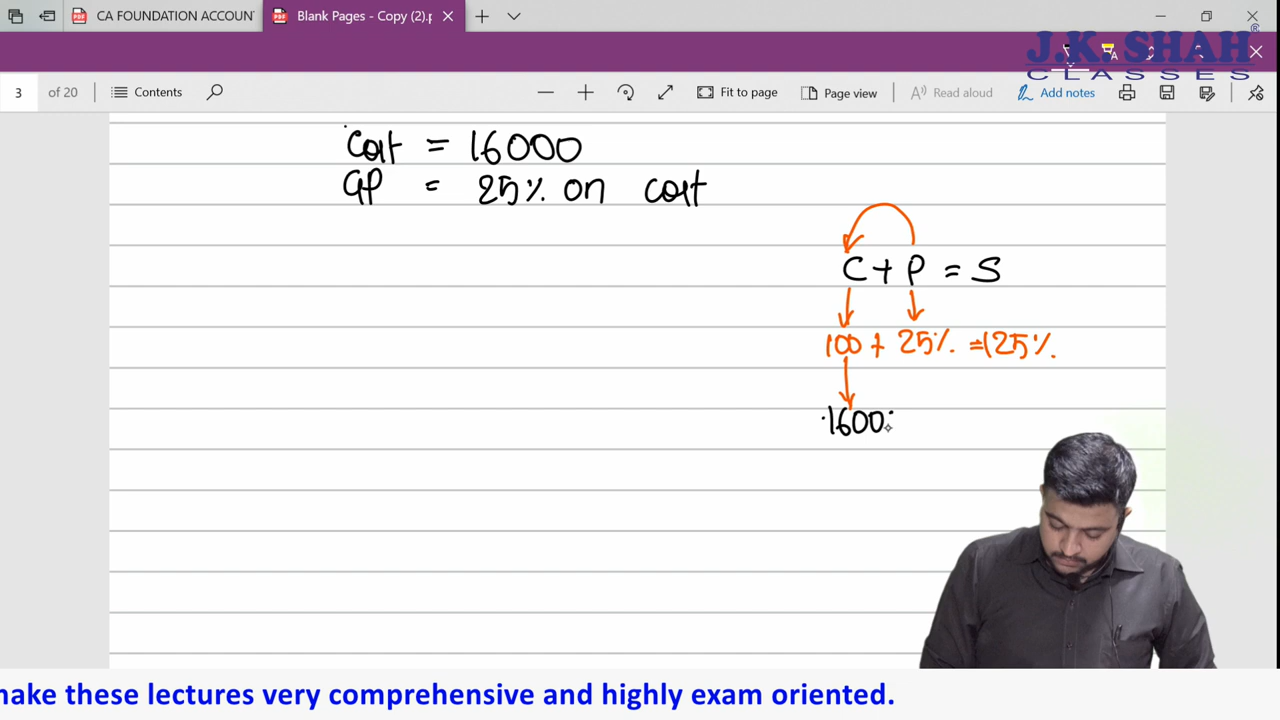 CA FOUNDATION ACCOUN
Blank Pages - Copy (2).p
J.K. SHAH®
CLASSES
3 of 20
Contents
Fit to page
Page view
Read aloud
Add notes
Cost = 16000
GP = 25% on cost
C + P = S
100 + 25% = 125%
1600
make these lectures very comprehensive and highly exam oriented.